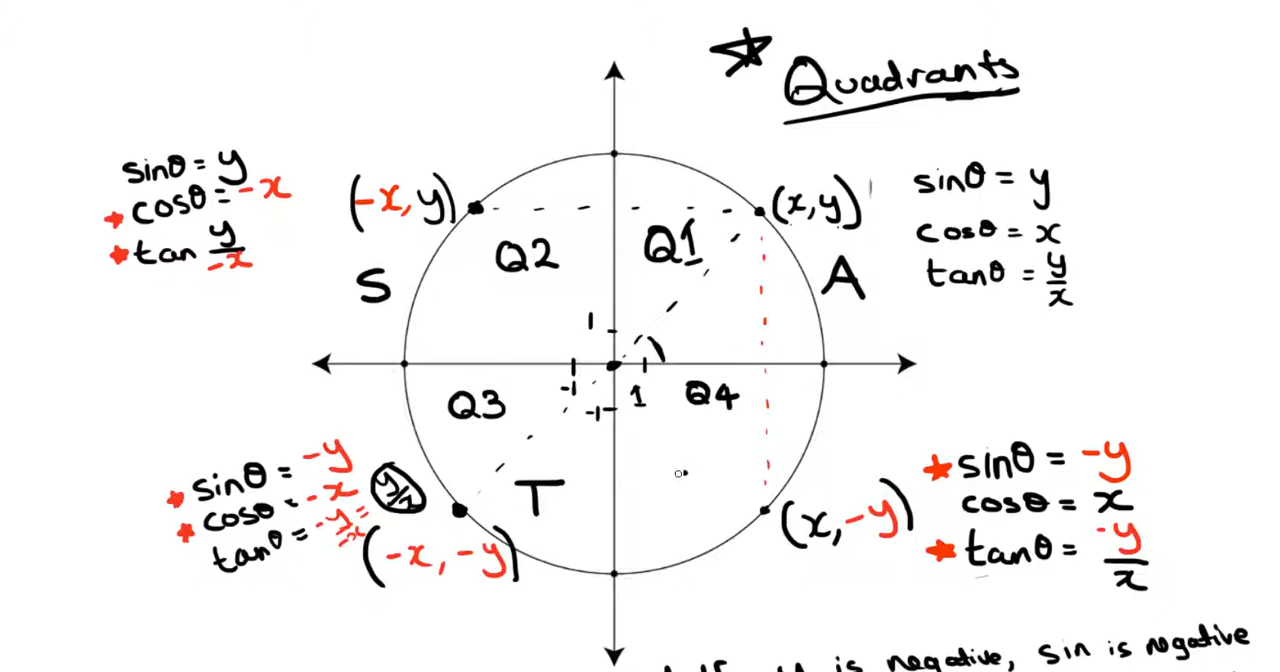 Quadrants
sinθ = y
cosθ = -x
tan y/-x
(-x, y)
(x, y)
sinθ = y
cosθ = x
tanθ = y/x
Q2
Q1
S
A
1
-1
1
-1
Q3
Q4
T
sinθ = -y
cosθ = -x
tanθ = -y/-x =
y/x
(-x, -y)
(x, -y)
sinθ = -y
cosθ = x
tanθ = -y/x
is negative, sin is negative